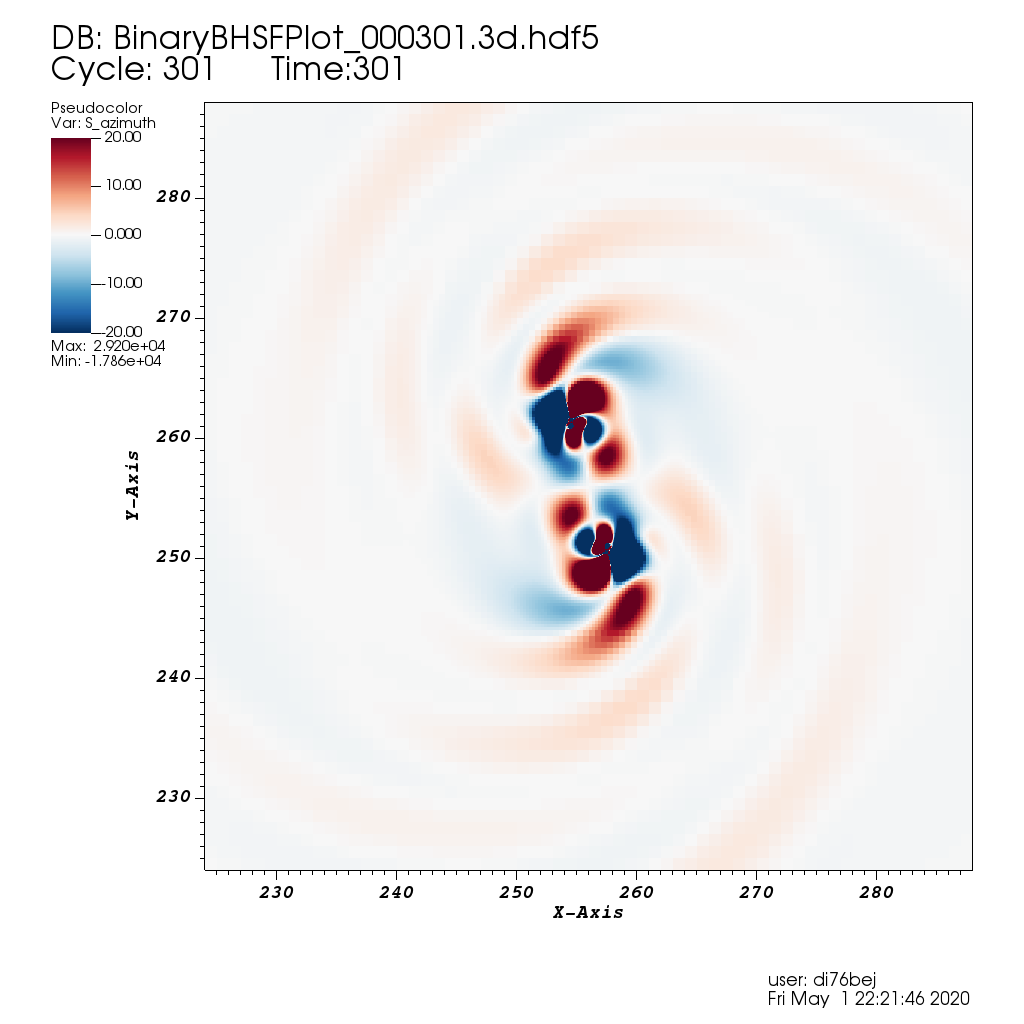 DB: BinaryBHSFPlot_000301.3d.hdf5
Cycle: 301 Time:301
Pseudocolor
Var: S_azimuth
20.00
10.00
0.000
-10.00
-20.00
Max: 2.920e+04
Min: -1.786e+04
280
270
260
250
240
230
Y-Axis
230 240 250 260 270 280
X-Axis
user: di76bej
Fri May 1 22:21:46 2020